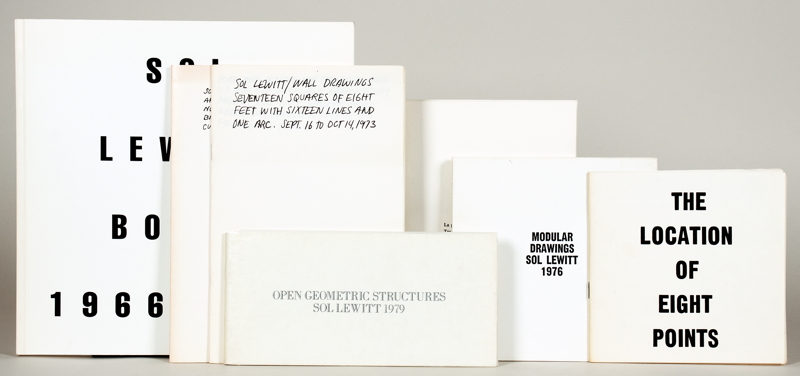 SOL
LEW
BO
1966
SOL LEWITT/WALL DRAWINGS
SEVENTEEN SQUARES OF EIGHT
FEET WITH SIXTEEN LINES AND
ONE ARC. SEPT. 16 TO OCT 14, 1973
OPEN GEOMETRIC STRUCTURES
SOL LEWITT 1979
MODULAR
DRAWINGS
SOL LEWITT
1976
THE
LOCATION
OF
EIGHT
POINTS